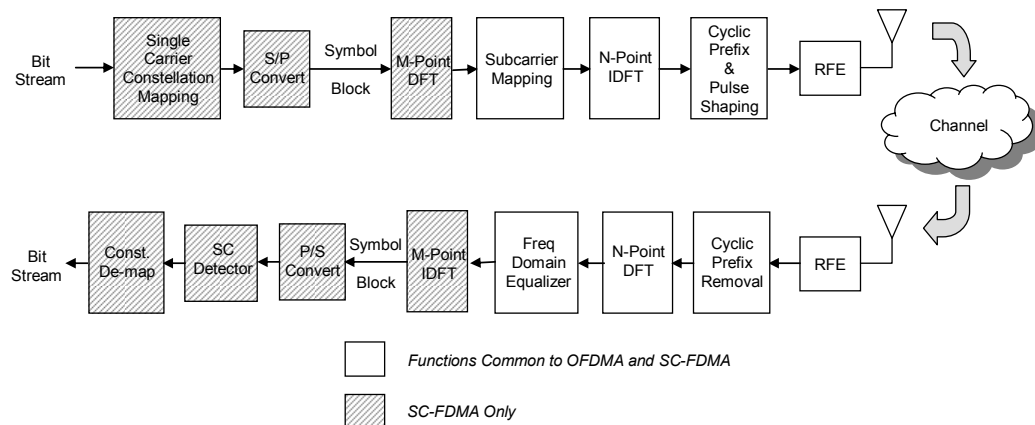 Bit
Stream
Single
Carrier
Constellation
Mapping
S/P
Convert
Symbol
Block
M-Point
DFT
Subcarrier
Mapping
N-Point
IDFT
Cyclic
Prefix
&
Pulse
Shaping
RFE
Channel
Bit
Stream
Const.
De-map
SC
Detector
P/S
Convert
Symbol
Block
M-Point
IDFT
Freq
Domain
Equalizer
N-Point
DFT
Cyclic
Prefix
Removal
RFE
Functions Common to OFDMA and SC-FDMA
SC-FDMA Only